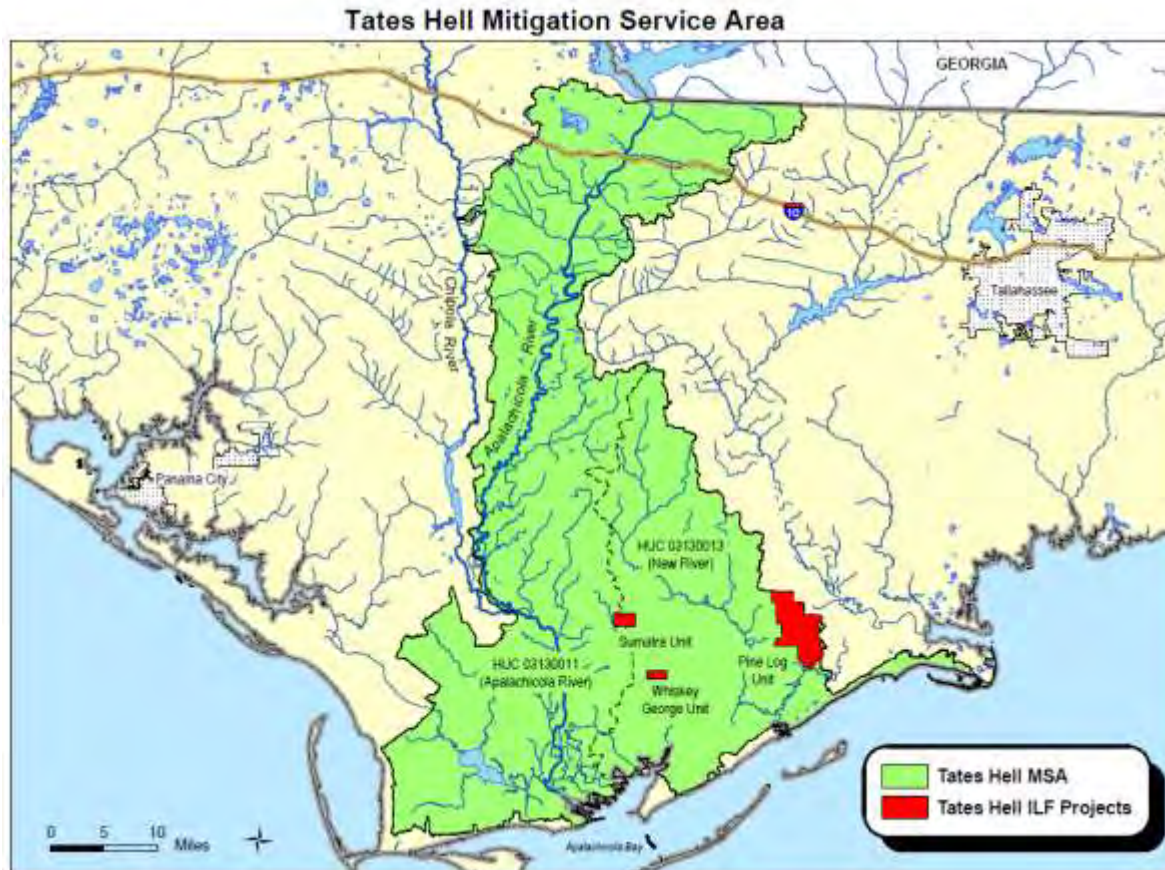 Tates Hell Mitigation Service Area
GEORGIA
10
Chipola River
Apalachicola River
Tallahassee
Panama City
HUC 03130013
(New River)
Sumatra Unit
HUC 03130011
(Apalachicola River)
Pine Log
Unit
Whiskey
George Unit
Tates Hell MSA
Tates Hell ILF Projects
0 5 10
Miles
Apalachicola Bay